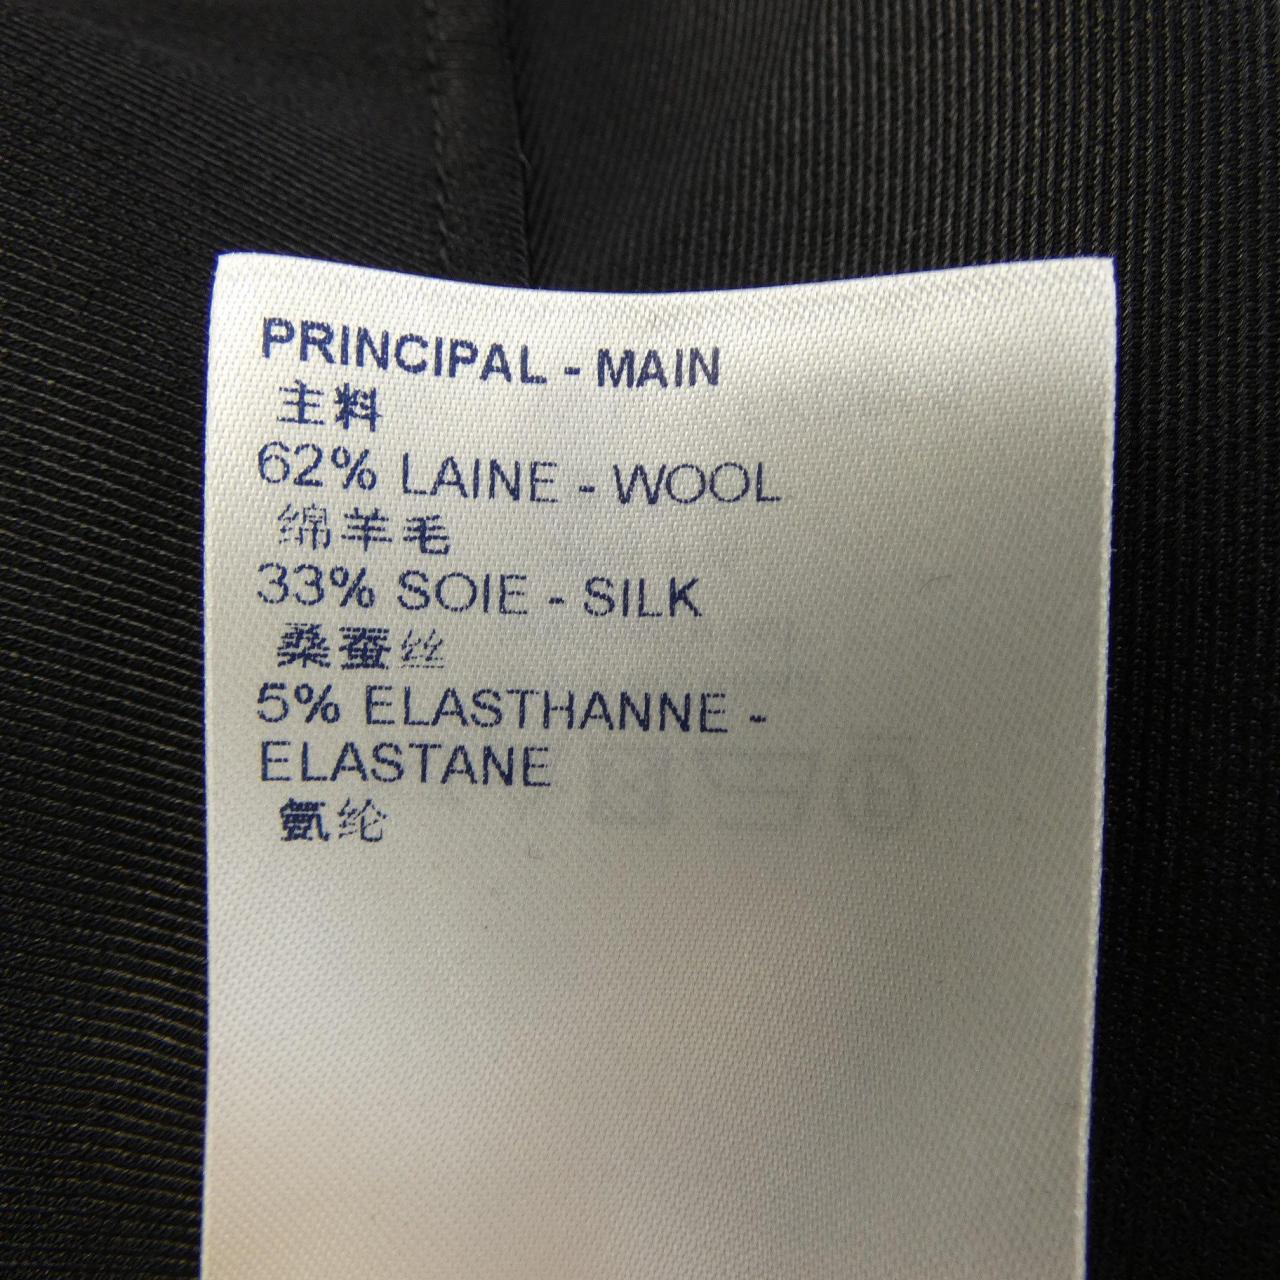 PRINCIPAL - MAIN
主料
62% LAINE - WOOL
绵羊毛
33% SOIE - SILK
桑蚕丝
5% ELASTHANNE -
ELASTANE
氨纶